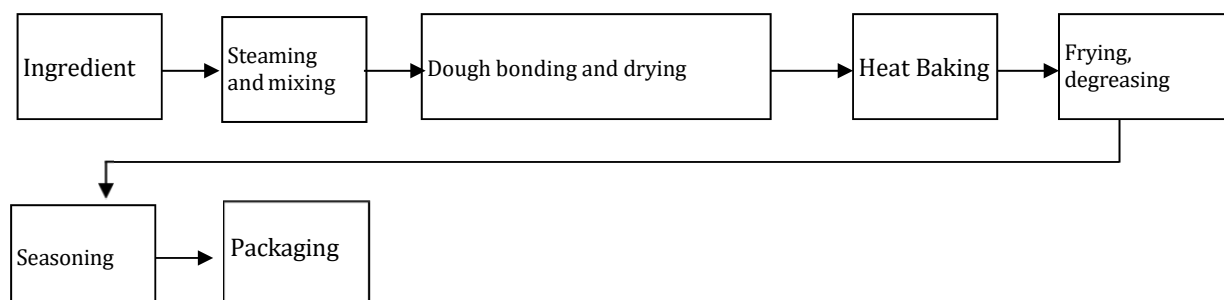 Ingredient
Steaming
and mixing
Dough bonding and drying
Heat Baking
Frying,
degreasing
Seasoning
Packaging